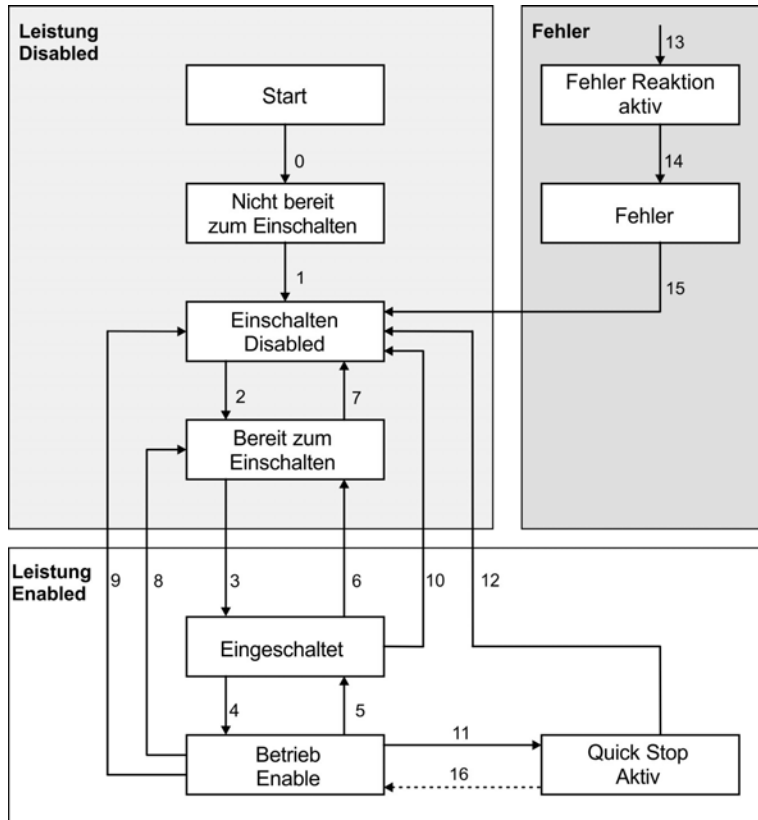 Leistung
Disabled
Start
0
Nicht bereit
zum Einschalten
1
Einschalten
Disabled
2
7
Bereit zum
Einschalten
Fehler
13
Fehler Reaktion
aktiv
14
Fehler
15
Leistung
Enabled
9
8
3
6
10
12
Eingeschaltet
4
5
Betrieb
Enable
11
16
Quick Stop
Aktiv